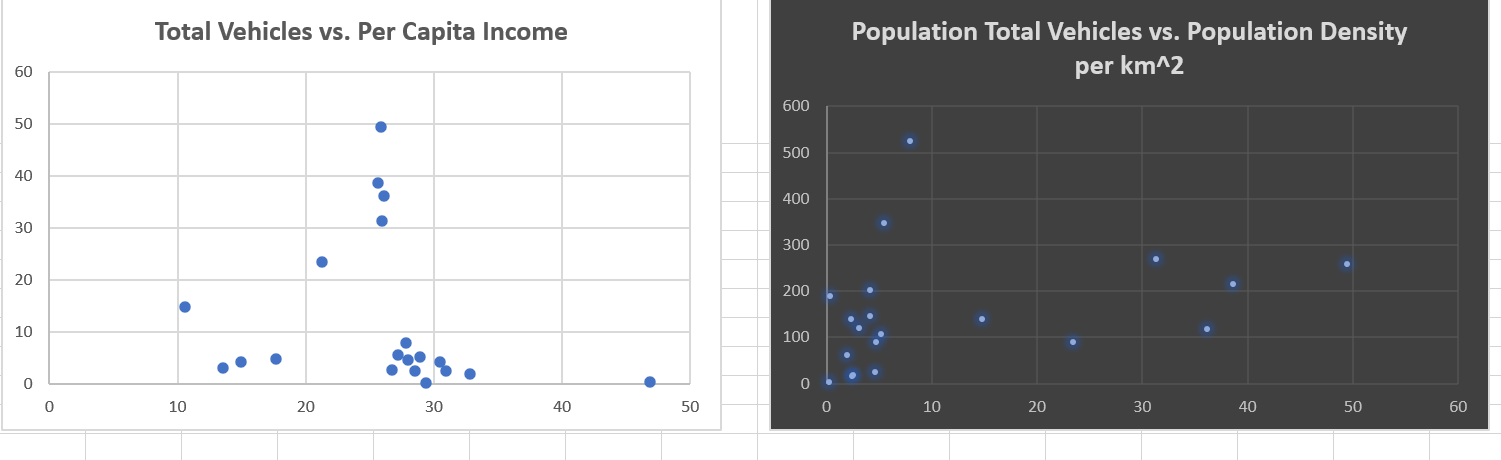 Total Vehicles vs. Per Capita Income
60
50
40
30
20
10
0
0 10 20 30 40 50
Population Total Vehicles vs. Population Density
per km^2
600
500
400
300
200
100
0
0 10 20 30 40 50 60